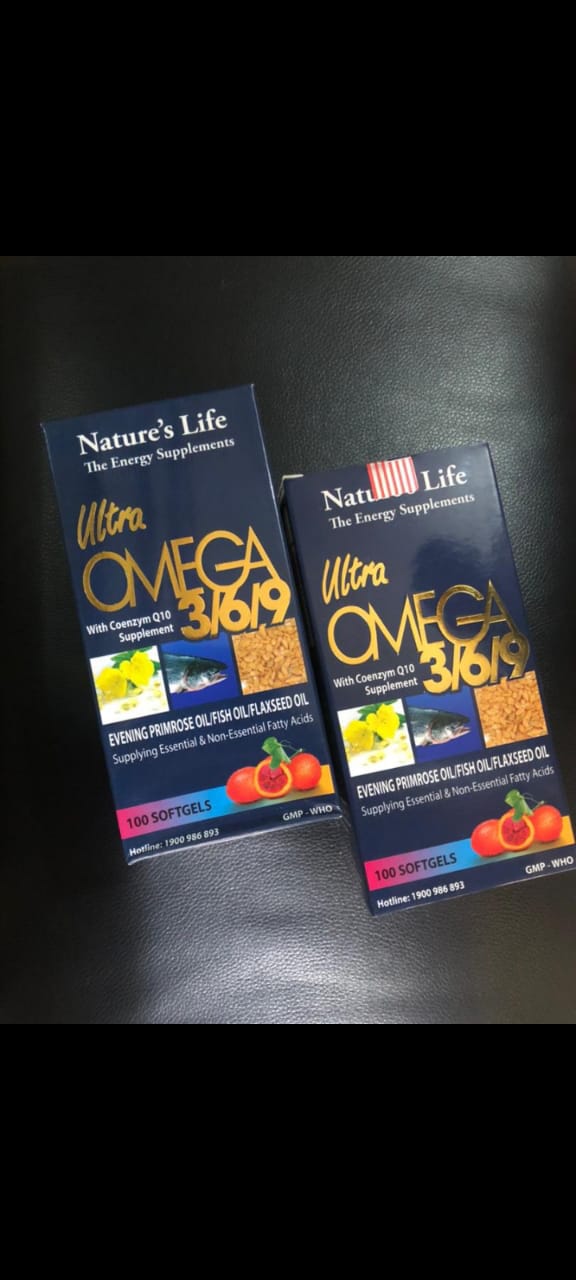 Nature's Life
The Energy Supplements
Ultra
OMEGA
3/6/9
With Coenzym Q10
Supplement
EVENING PRIMROSE OIL/FISH OIL/FLAXSEED OIL
Supplying Essential & Non-Essential Fatty Acids
100 SOFTGELS
GMP - WHO
Hotline: 1900 986 893
Life
The Energy Supplements
Ultra
OMEGA
3/6/9
With Coenzym Q10
Supplement
EVENING PRIMROSE OIL/FISH OIL/FLAXSEED OIL
Supplying Essential & Non-Essential Fatty Acids
100 SOFTGELS
GMP - WHO
Hotline: 1900 986 893